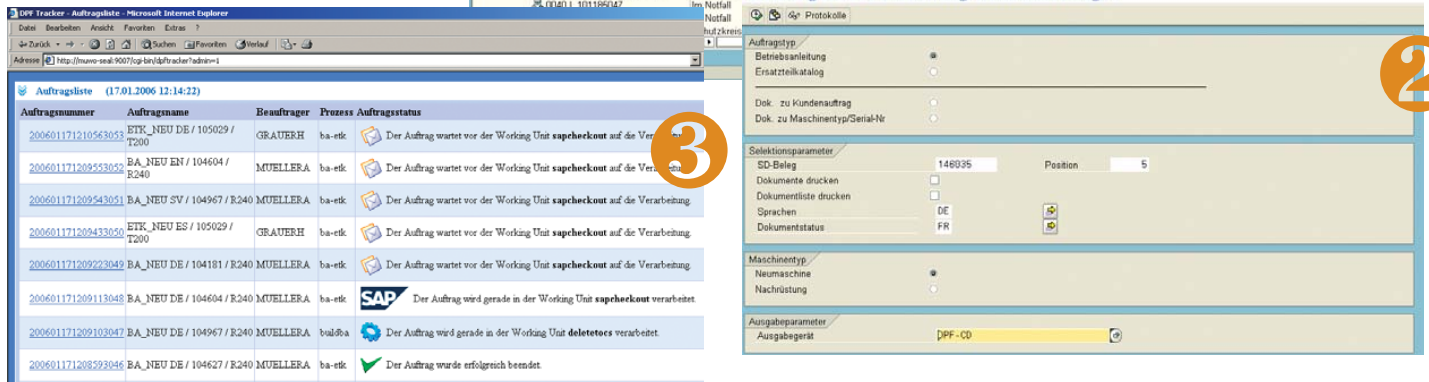 DPF Tracker - Auftragsliste - Microsoft Internet Explorer
Datei Bearbeiten Ansicht Favoriten Extras ?
Zurück Suchen Favoriten Verlauf
Adresse http://muwo-seal:9007/cgi-bin/dpftracker?admin=1
Auftragsliste (17.01.2006 12:14:22)
Auftragsnummer Auftragsname Beauftrager Prozess Auftragsstatus
200601171210563053 ETK_NEU DE / 105029 / T200 GRAUERH ba-etk Der Auftrag wartet vor der Working Unit sapcheckout auf die
200601171209553052 BA_NEU EN / 104604 / R240 MUELLERA ba-etk Der Auftrag wartet vor der Working Unit sapcheckout auf die
200601171209543051 BA_NEU SV / 104967 / R240 MUELLERA ba-etk Der Auftrag wartet vor der Working Unit sapcheckout auf die Verarbeitung.
200601171209433050 ETK_NEU ES / 105029 / T200 GRAUERH ba-etk Der Auftrag wartet vor der Working Unit sapcheckout auf die Verarbeitung.
200601171209223049 BA_NEU DE / 104181 / R240 MUELLERA ba-etk Der Auftrag wartet vor der Working Unit sapcheckout auf die Verarbeitung.
200601171209113048 BA_NEU DE / 104604 / R240 MUELLERA ba-etk SAP Der Auftrag wird gerade in der Working Unit sapcheckout verarbeitet.
200601171209103047 BA_NEU DE / 104967 / R240 MUELLERA buildba Der Auftrag wird gerade in der Working Unit deletetocs verarbeitet.
200601171208593046 BA_NEU DE / 104627 / R240 MUELLERA ba-etk Der Auftrag wurde erfolgreich beendet.
3
Im Notfall
Notfall
Protokolle
2
Auftragstyp
Betriebsanleitung
Ersatzteilkatalog
Dok. zu Kundenauftrag
Dok. zu Maschinentyp/Serial-Nr
Selektionsparameter
SD-Beleg 146935 Position 5
Dokumente drucken
Dokumentliste drucken
Sprachen DE
Dokumentstatus FR
Maschinentyp
Neumaschine
Nachrüstung
Ausgabeparameter
Ausgabegerät DPF-CD